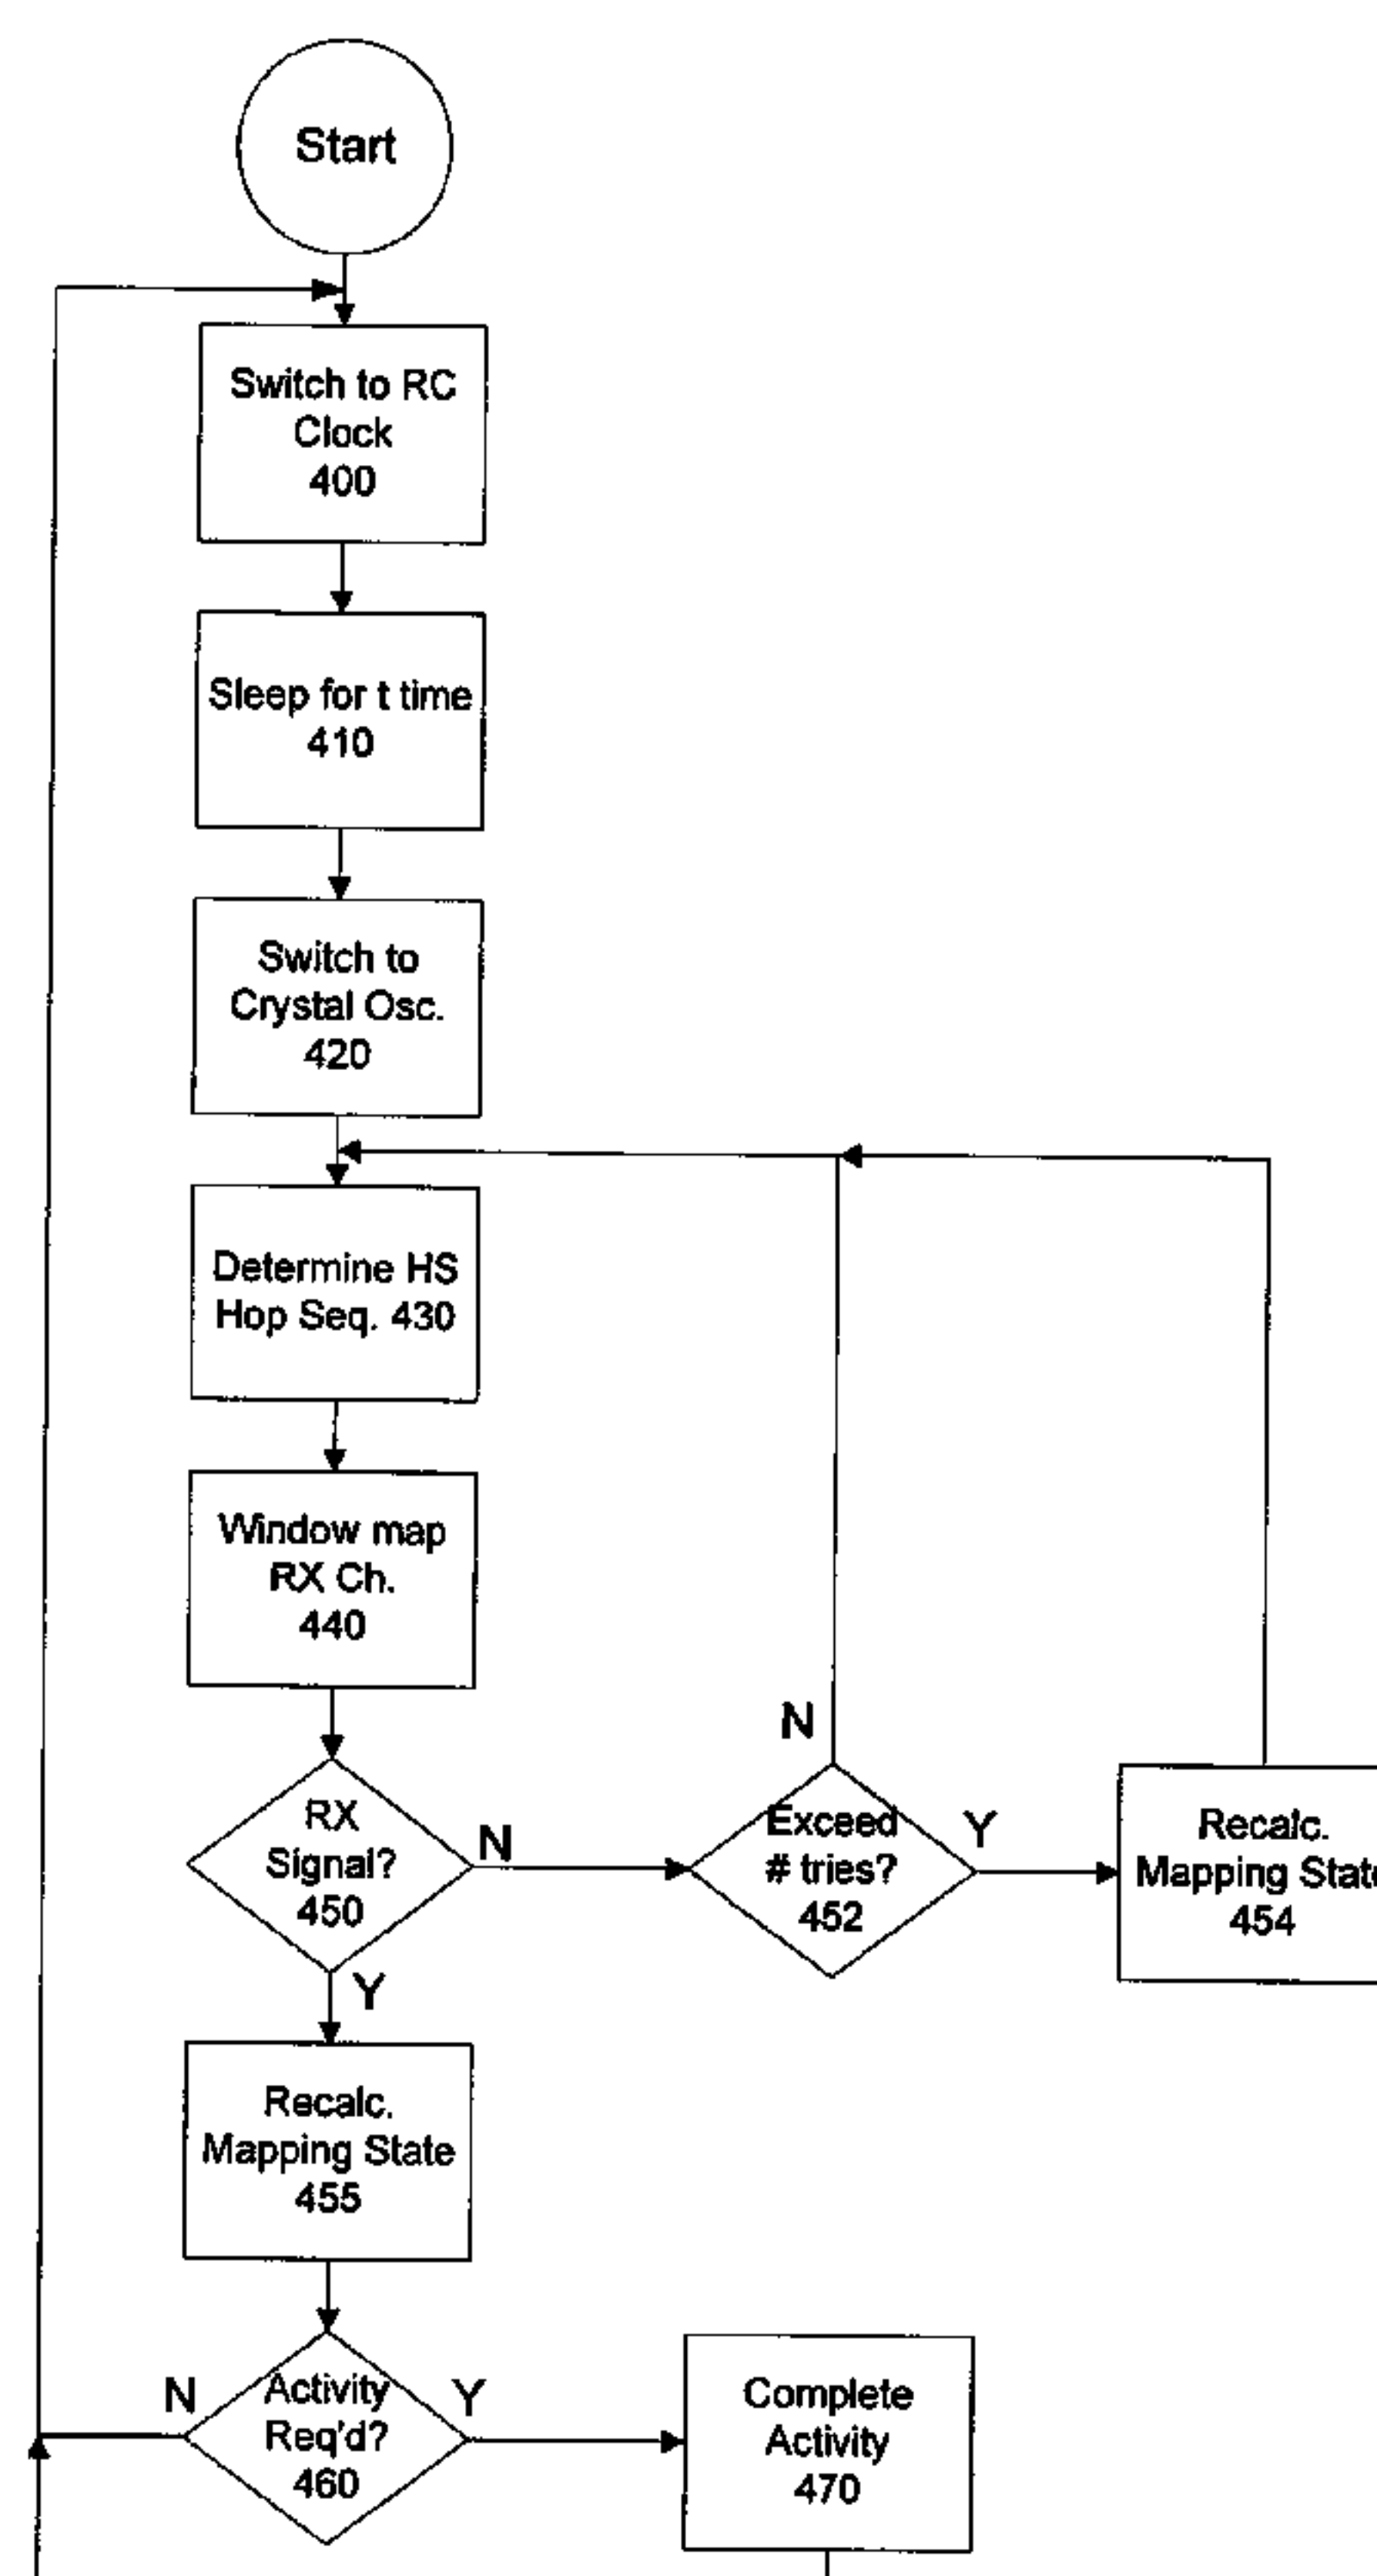 Start
Switch to RC
Clock
400
Sleep for t time
410
Switch to
Crystal Osc.
420
Determine HS
Hop Seq. 430
Window map
RX Ch.
440
RX
Signal?
450
N
Y
Exceed
# tries?
452
N
Y
Recalc.
Mapping State
454
Recalc.
Mapping State
455
Activity
Req'd?
460
N
Y
Complete
Activity
470